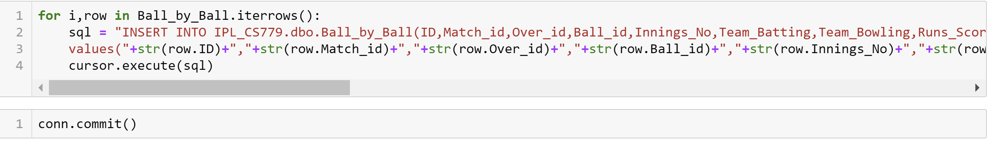 1 for i,row in Ball_by_Ball.iterrows():
2 sql = "INSERT INTO IPL_CS779.dbo.Ball_by_Ball(ID,Match_id,Over_id,Ball_id,Innings_No,Team_Batting,Team_Bowling,Runs_Scor
3 values("+str(row.ID)+","+str(row.Match_id)+","+str(row.Over_id)+","+str(row.Ball_id)+","+str(row.Innings_No)+","+str(row
4 cursor.execute(sql)
1 conn.commit()